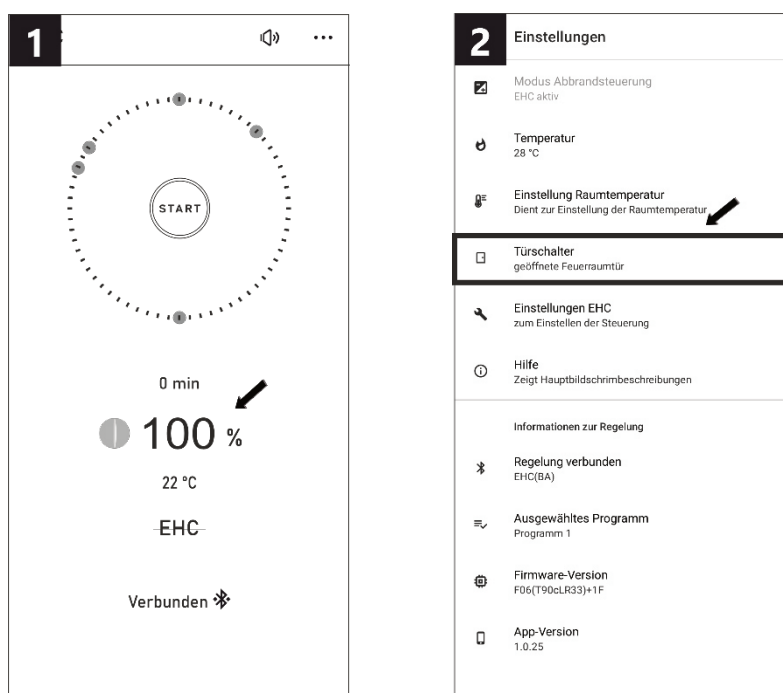 1
START
0 min
100 %
22 °C
EHC
Verbunden
2
Einstellungen
Modus Abbrandsteuerung
EHC aktiv
Temperatur
28 °C
Einstellung Raumtemperatur
Dient zur Einstellung der Raumtemperatur
Türschalter
geöffnete Feuerraumtür
Einstellungen EHC
zum Einstellen der Steuerung
Hilfe
Zeigt Hauptbildschrimbeschreibungen
Informationen zur Regelung
Regelung verbunden
EHC(BA)
Ausgewähltes Programm
Programm 1
Firmware-Version
F06(T90cLR33)+1F
App-Version
1.0.25